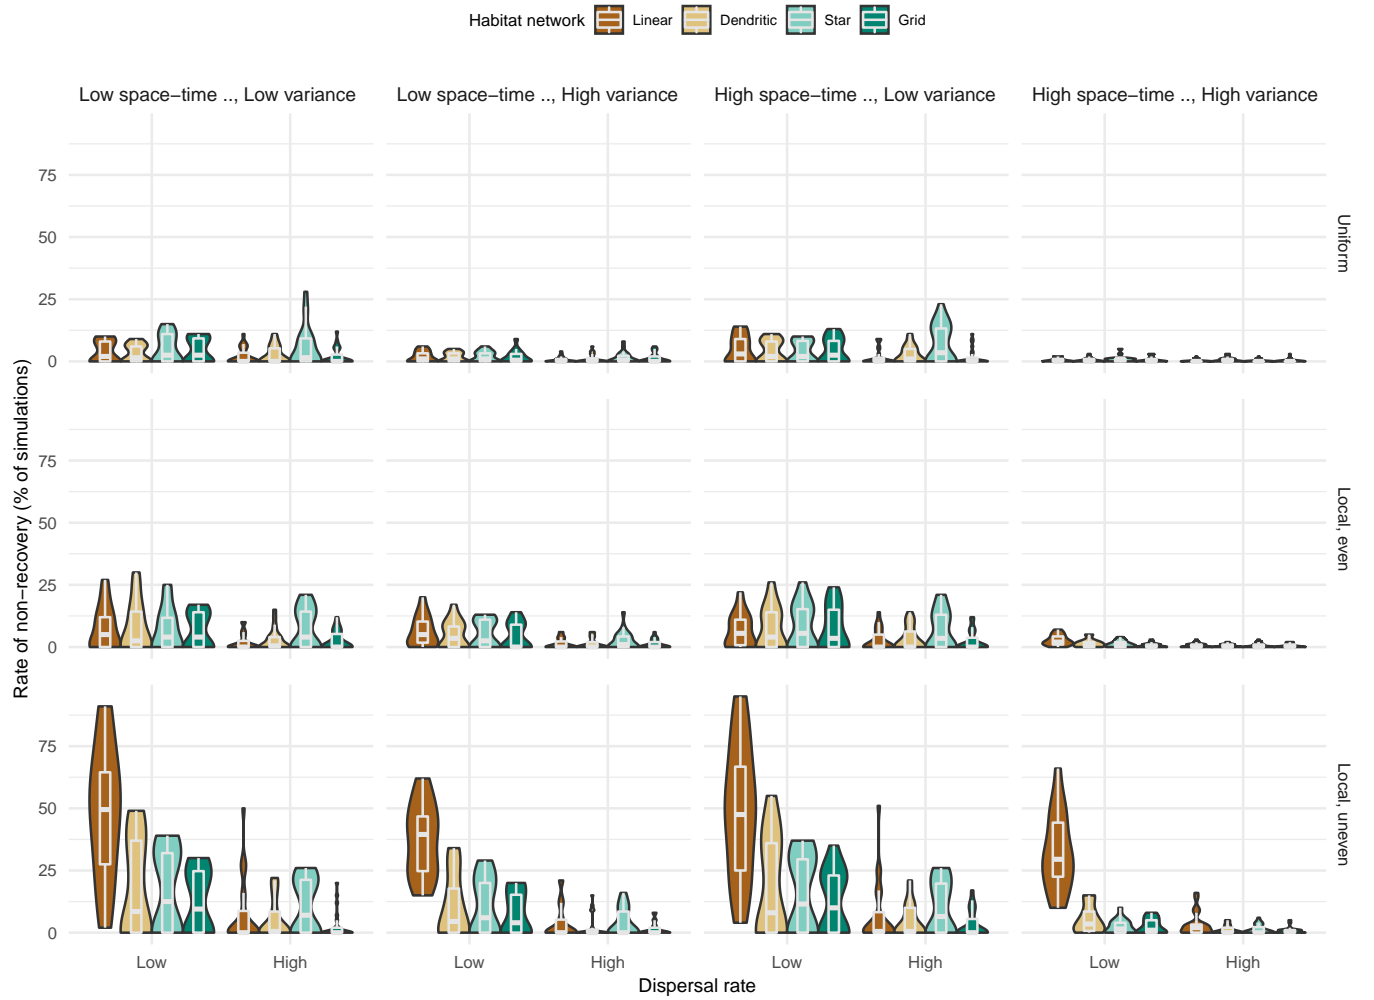 Habitat network Linear Dendritic Star Grid
Low space−time .., Low variance Low space−time .., High variance High space−time .., Low variance High space−time .., High variance
75
50
25
0
Uniform
75
50
25
0
Local, even
75
50
25
0
Local, uneven
Rate of non−recovery (% of simulations)
Low High Low High Low High Low High
Dispersal rate